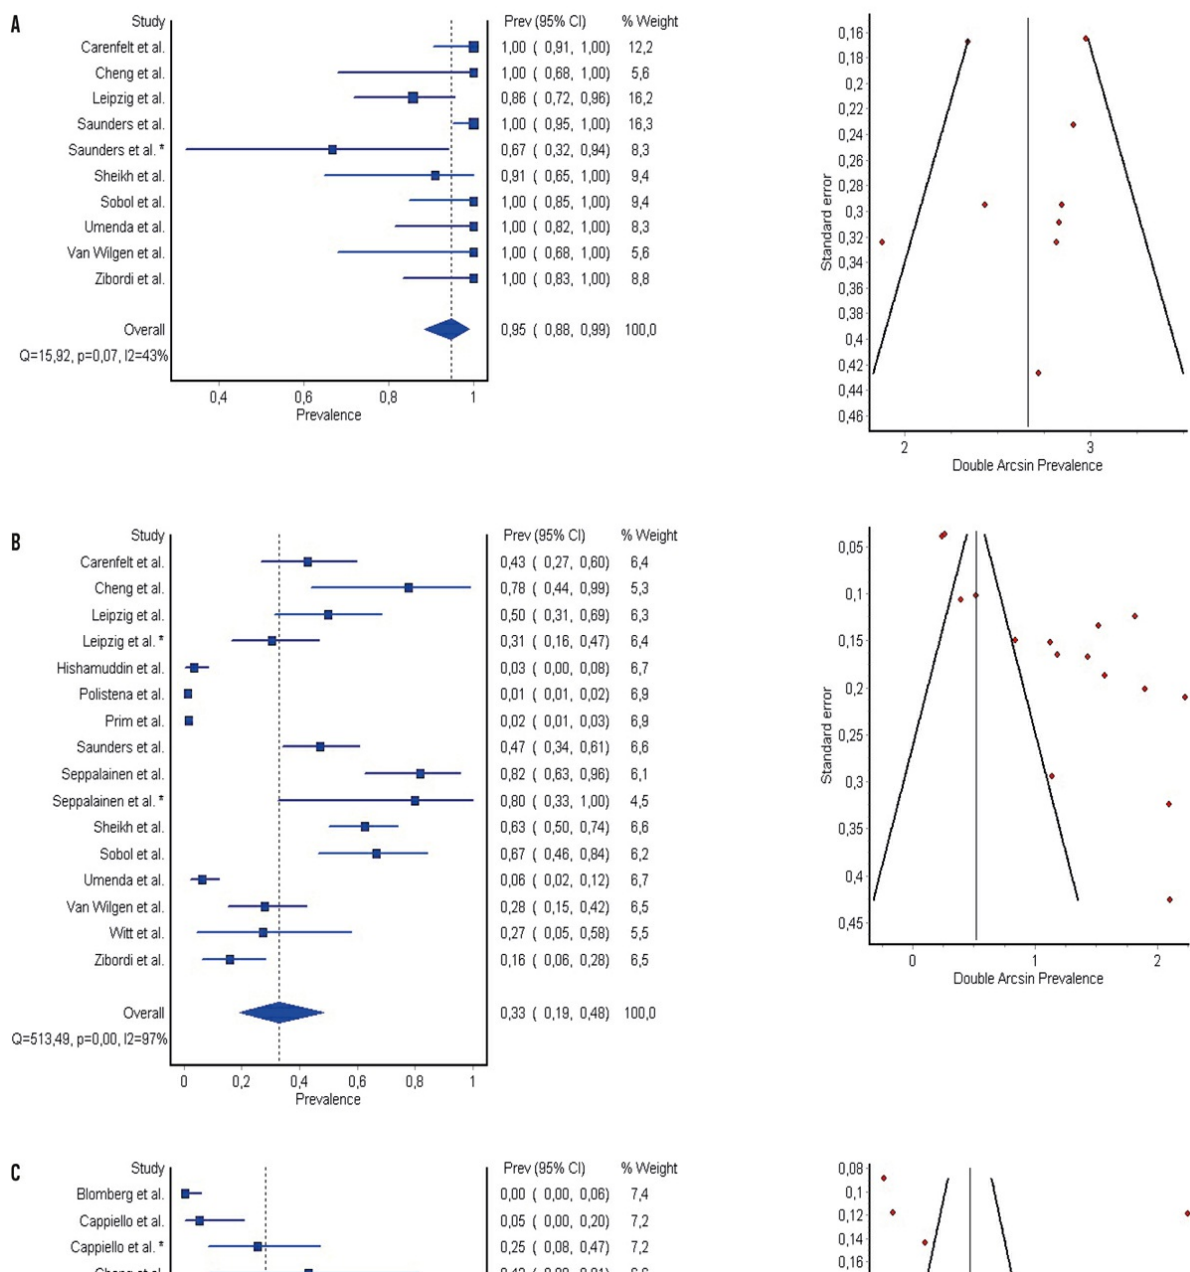 A
Study Prev (95% CI) % Weight
Carenfelt et al. 1,00 ( 0,91, 1,00) 12,2
Cheng et al. 1,00 ( 0,68, 1,00) 5,6
Leipzig et al. 0,86 ( 0,72, 0,96) 16,2
Saunders et al. 1,00 ( 0,95, 1,00) 16,3
Saunders et al. * 0,67 ( 0,32, 0,94) 8,3
Sheikh et al. 0,91 ( 0,65, 1,00) 9,4
Sobol et al. 1,00 ( 0,85, 1,00) 9,4
Umenda et al. 1,00 ( 0,82, 1,00) 8,3
Van Wilgen et al. 1,00 ( 0,68, 1,00) 5,6
Zibordi et al. 1,00 ( 0,83, 1,00) 8,8
Overall 0,95 ( 0,88, 0,99) 100,0
Q=15,92, p=0,07, I2=43%
0,4 0,6 0,8 1
Prevalence
0,16
0,18
0,2
0,22
0,24
0,26
0,28
0,3
0,32
0,34
0,36
0,38
0,4
0,42
0,44
0,46
Standard error
2 3
Double Arcsin Prevalence
B
Study Prev (95% CI) % Weight
Carenfelt et al. 0,43 ( 0,27, 0,60) 6,4
Cheng et al. 0,78 ( 0,44, 0,99) 5,3
Leipzig et al. 0,50 ( 0,31, 0,69) 6,3
Leipzig et al. * 0,31 ( 0,16, 0,47) 6,4
Hishamuddin et al. 0,03 ( 0,00, 0,08) 6,7
Polistena et al. 0,01 ( 0,01, 0,02) 6,9
Prim et al. 0,02 ( 0,01, 0,03) 6,9
Saunders et al. 0,47 ( 0,34, 0,61) 6,6
Seppalainen et al. 0,82 ( 0,63, 0,96) 6,1
Seppalainen et al. * 0,80 ( 0,33, 1,00) 4,5
Sheikh et al. 0,63 ( 0,50, 0,74) 6,6
Sobol et al. 0,67 ( 0,46, 0,84) 6,2
Umenda et al. 0,06 ( 0,02, 0,12) 6,7
Van Wilgen et al. 0,28 ( 0,15, 0,42) 6,5
Witt et al. 0,27 ( 0,05, 0,58) 5,5
Zibordi et al. 0,16 ( 0,06, 0,28) 6,5
Overall 0,33 ( 0,19, 0,48) 100,0
Q=513,49, p=0,00, I2=97%
0 0,2 0,4 0,6 0,8 1
Prevalence
0,05
0,1
0,15
0,2
0,25
0,3
0,35
0,4
0,45
Standard error
0 1 2
Double Arcsin Prevalence
C
Study Prev (95% CI) % Weight
Blomberg et al. 0,00 ( 0,00, 0,06) 7,4
Cappiello et al. 0,05 ( 0,00, 0,20) 7,2
Cappiello et al. * 0,25 ( 0,08, 0,47) 7,2
0,08
0,1
0,12
0,14
0,16